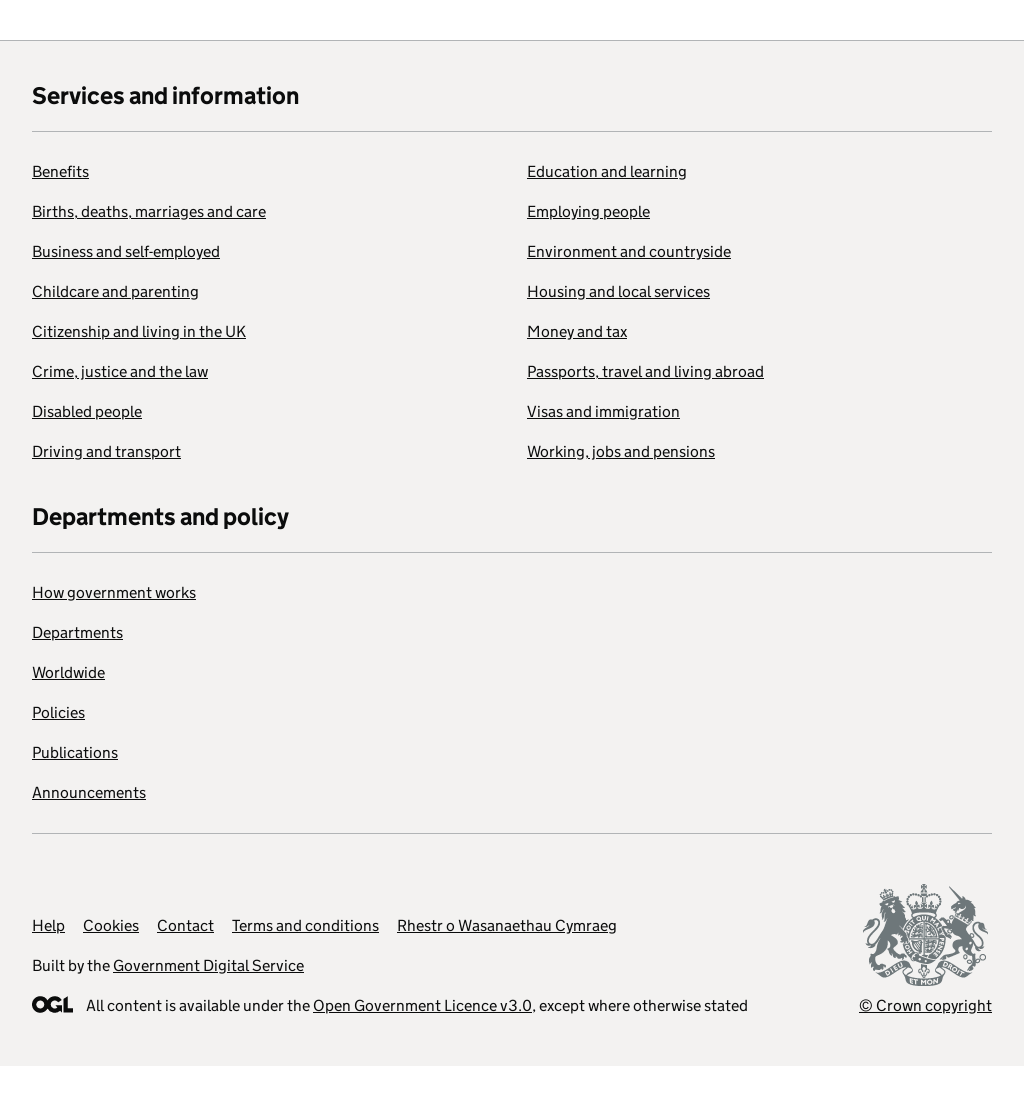 Services and information
Benefits
Births, deaths, marriages and care
Business and self-employed
Childcare and parenting
Citizenship and living in the UK
Crime, justice and the law
Disabled people
Driving and transport
Education and learning
Employing people
Environment and countryside
Housing and local services
Money and tax
Passports, travel and living abroad
Visas and immigration
Working, jobs and pensions
Departments and policy
How government works
Departments
Worldwide
Policies
Publications
Announcements
Help Cookies Contact Terms and conditions Rhestr o Wasanaethau Cymraeg
Built by the Government Digital Service
OGL All content is available under the Open Government Licence v3.0, except where otherwise stated
DIEU ET MON DROIT
© Crown copyright